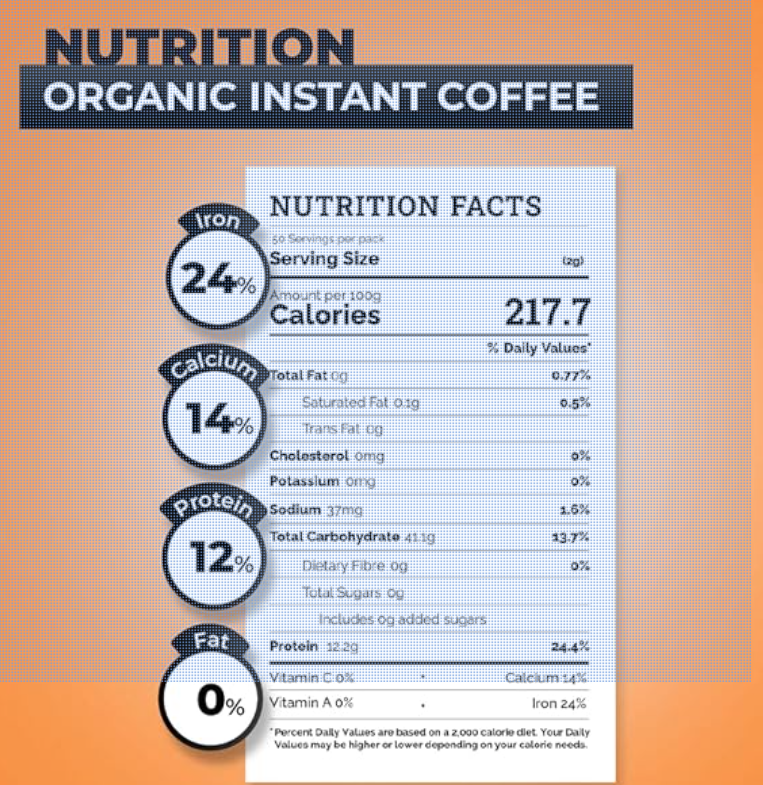 NUTRITION
ORGANIC INSTANT COFFEE
NUTRITION FACTS
50 Servings per pack
Serving Size (2g)
Amount per 100g
Calories 217.7
% Daily Values*
Total Fat 0g 0.77%
Saturated Fat 0.1g 0.5%
Trans Fat 0g
Cholesterol 0mg 0%
Potassium 0mg 0%
Sodium 37mg 1.6%
Total Carbohydrate 41.1g 13.7%
Dietary Fibre 0g 0%
Total Sugars 0g
Includes 0g added sugars
Protein 12.2g 24.4%
Vitamin C 0% • Calcium 14%
Vitamin A 0% • Iron 24%
*Percent Daily Values are based on a 2,000 calorie diet. Your Daily
Values may be higher or lower depending on your calorie needs.
Iron
24%
Calcium
14%
Protein
12%
Fat
0%